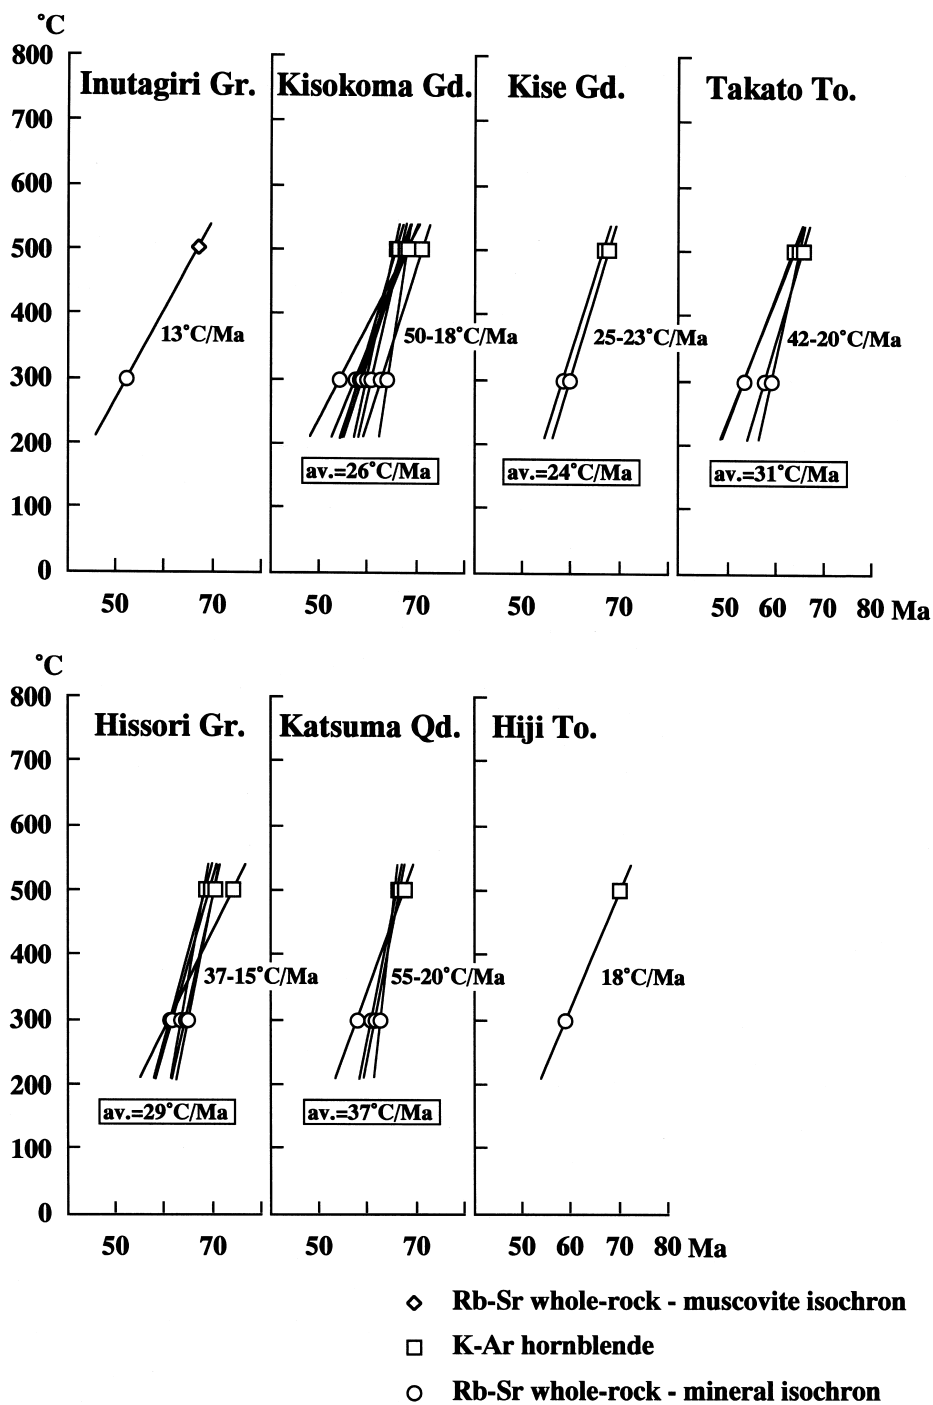 °C
800
Inutagiri Gr.
Kisokoma Gd.
Kise Gd.
Takato To.
700
600
500
400
13°C/Ma
50-18°C/Ma
25-23°C/Ma
42-20°C/Ma
300
200
av.=26°C/Ma
av.=24°C/Ma
av.=31°C/Ma
100
0
50 70
50 70
50 70
50 60 70 80 Ma
°C
800
Hissori Gr.
Katsuma Qd.
Hiji To.
700
600
500
400
37-15°C/Ma
55-20°C/Ma
18°C/Ma
300
200
av.=29°C/Ma
av.=37°C/Ma
100
0
50 70
50 70
50 60 70 80 Ma
Rb-Sr whole-rock - muscovite isochron
K-Ar hornblende
Rb-Sr whole-rock - mineral isochron